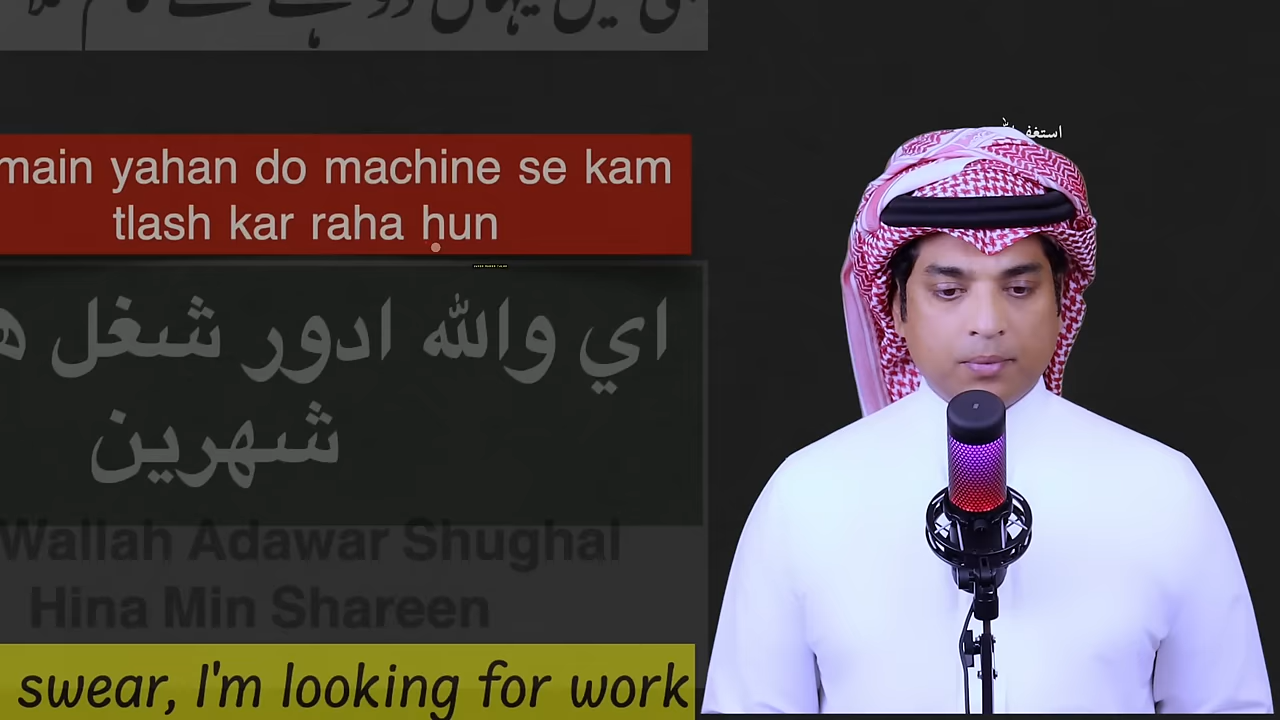 main yahan do machine se kam
tlash kar raha hun
اي والله ادور شغل
شهرين
Wallah Adawar Shughal
Hina Min Shareen
swear, I'm looking for work